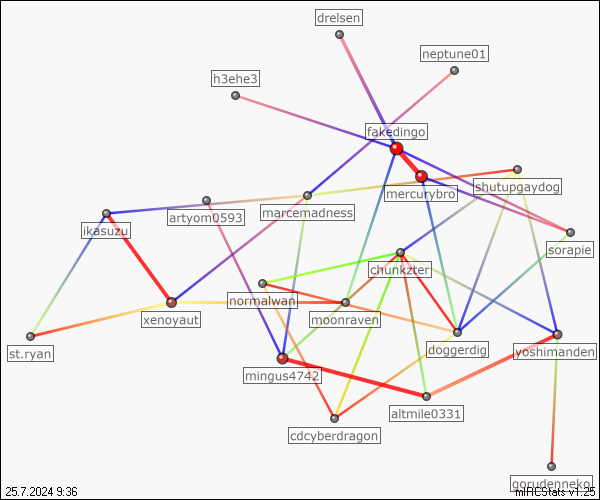 drelsen
neptune01
h3ehe3
fakedingo
mercurybro
shutupgaydog
artyom0593
marcemadness
ikasuzu
sorapie
chunkzter
normalwan
moonraven
xenoyaut
doggerdig
st.ryan
yoshimanden
mingus4742
altmile0331
cdcyberdragon
gorudenneko
25.7.2024 9:36
mIRCStats v1.25